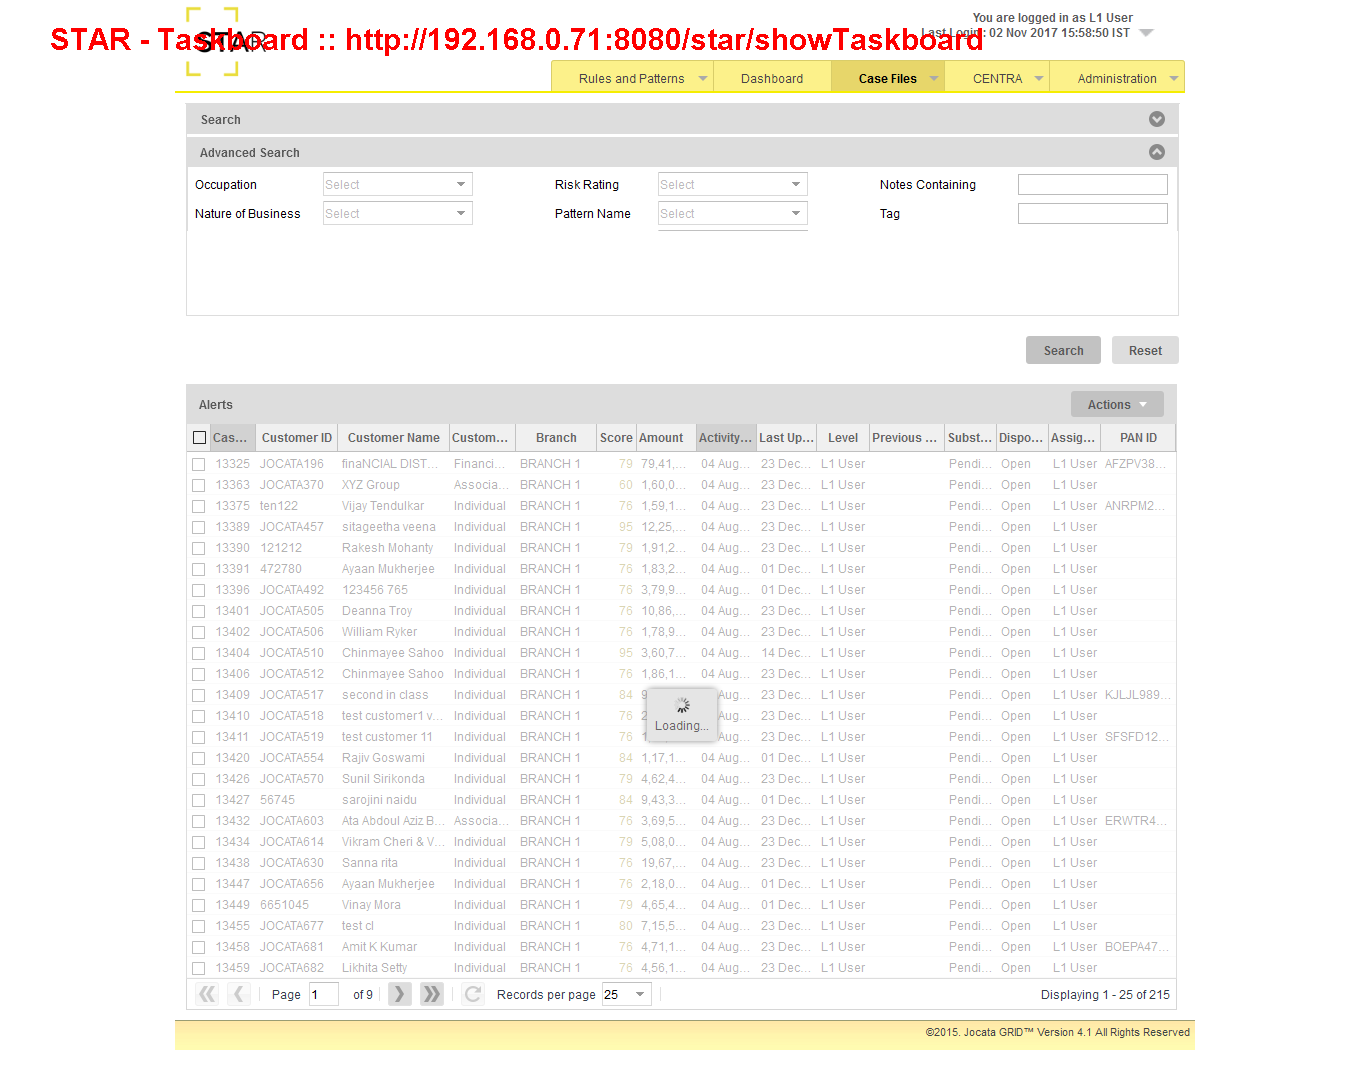 You are logged in as L1 User
Last Login : 02 Nov 2017 15:58:50 IST
STAR
STAR - Taskboard :: http://192.168.0.71:8080/star/showTaskboard
Rules and Patterns Dashboard Case Files CENTRA Administration
Search
Advanced Search
Occupation Select Risk Rating Select Notes Containing
Nature of Business Select Pattern Name Select Tag
Search Reset
Alerts Actions
Cas... Customer ID Customer Name Custom... Branch Score Amount Activity... Last Up... Level Previous ... Subst... Dispo... Assig... PAN ID
13325 JOCATA196 finaNCIAL DIST... Financi... BRANCH 1 79 79,41,... 04 Aug... 23 Dec... L1 User Pendi... Open L1 User AFZPV38...
13363 JOCATA370 XYZ Group Associa... BRANCH 1 60 1,60,0... 04 Aug... 23 Dec... L1 User Pendi... Open L1 User
13375 ten122 Vijay Tendulkar Individual BRANCH 1 76 1,59,1... 04 Aug... 23 Dec... L1 User Pendi... Open L1 User ANRPM2...
13389 JOCATA457 sitageetha veena Individual BRANCH 1 95 12,25,... 04 Aug... 23 Dec... L1 User Pendi... Open L1 User
13390 121212 Rakesh Mohanty Individual BRANCH 1 79 1,91,2... 04 Aug... 23 Dec... L1 User Pendi... Open L1 User
13391 472780 Ayaan Mukherjee Individual BRANCH 1 76 1,83,2... 04 Aug... 01 Dec... L1 User Pendi... Open L1 User
13396 JOCATA492 123456 765 Individual BRANCH 1 76 3,79,9... 04 Aug... 01 Dec... L1 User Pendi... Open L1 User
13401 JOCATA505 Deanna Troy Individual BRANCH 1 76 10,86,... 04 Aug... 23 Dec... L1 User Pendi... Open L1 User
13402 JOCATA506 William Ryker Individual BRANCH 1 76 1,78,9... 04 Aug... 23 Dec... L1 User Pendi... Open L1 User
13404 JOCATA510 Chinmayee Sahoo Individual BRANCH 1 95 3,60,7... 04 Aug... 14 Dec... L1 User Pendi... Open L1 User
13406 JOCATA512 Chinmayee Sahoo Individual BRANCH 1 76 1,86,1... 04 Aug... 23 Dec... L1 User Pendi... Open L1 User
13409 JOCATA517 second in class Individual BRANCH 1 84 Aug... 23 Dec... L1 User Pendi... Open L1 User KJLJL989...
13410 JOCATA518 test customer1 v... Individual BRANCH 1 76 Aug... 23 Dec... L1 User Pendi... Open L1 User
13411 JOCATA519 test customer 11 Individual BRANCH 1 76 Aug... 23 Dec... L1 User Pendi... Open L1 User SFSFD12...
Loading...
13420 JOCATA554 Rajiv Goswami Individual BRANCH 1 84 1,17,1... 04 Aug... 01 Dec... L1 User Pendi... Open L1 User
13426 JOCATA570 Sunil Sirikonda Individual BRANCH 1 79 4,62,4... 04 Aug... 23 Dec... L1 User Pendi... Open L1 User
13427 56745 sarojini naidu Individual BRANCH 1 84 9,43,3... 04 Aug... 01 Dec... L1 User Pendi... Open L1 User
13432 JOCATA603 Ata Abdoul Aziz B... Associa... BRANCH 1 76 3,69,5... 04 Aug... 23 Dec... L1 User Pendi... Open L1 User ERWTR4...
13434 JOCATA614 Vikram Cheri & V... Individual BRANCH 1 79 5,08,0... 04 Aug... 23 Dec... L1 User Pendi... Open L1 User
13438 JOCATA630 Sanna rita Individual BRANCH 1 76 19,67,... 04 Aug... 23 Dec... L1 User Pendi... Open L1 User
13447 JOCATA656 Ayaan Mukherjee Individual BRANCH 1 76 2,18,0... 04 Aug... 01 Dec... L1 User Pendi... Open L1 User
13449 6651045 Vinay Mora Individual BRANCH 1 79 4,65,4... 04 Aug... 01 Dec... L1 User Pendi... Open L1 User
13455 JOCATA677 test cl Individual BRANCH 1 80 7,15,5... 04 Aug... 23 Dec... L1 User Pendi... Open L1 User
13458 JOCATA681 Amit K Kumar Individual BRANCH 1 76 4,71,1... 04 Aug... 23 Dec... L1 User Pendi... Open L1 User BOEPA47...
13459 JOCATA682 Likhita Setty Individual BRANCH 1 76 4,56,1... 04 Aug... 23 Dec... L1 User Pendi... Open L1 User
Page 1 of 9 Records per page 25 Displaying 1 - 25 of 215
©2015. Jocata GRID™ Version 4.1 All Rights Reserved